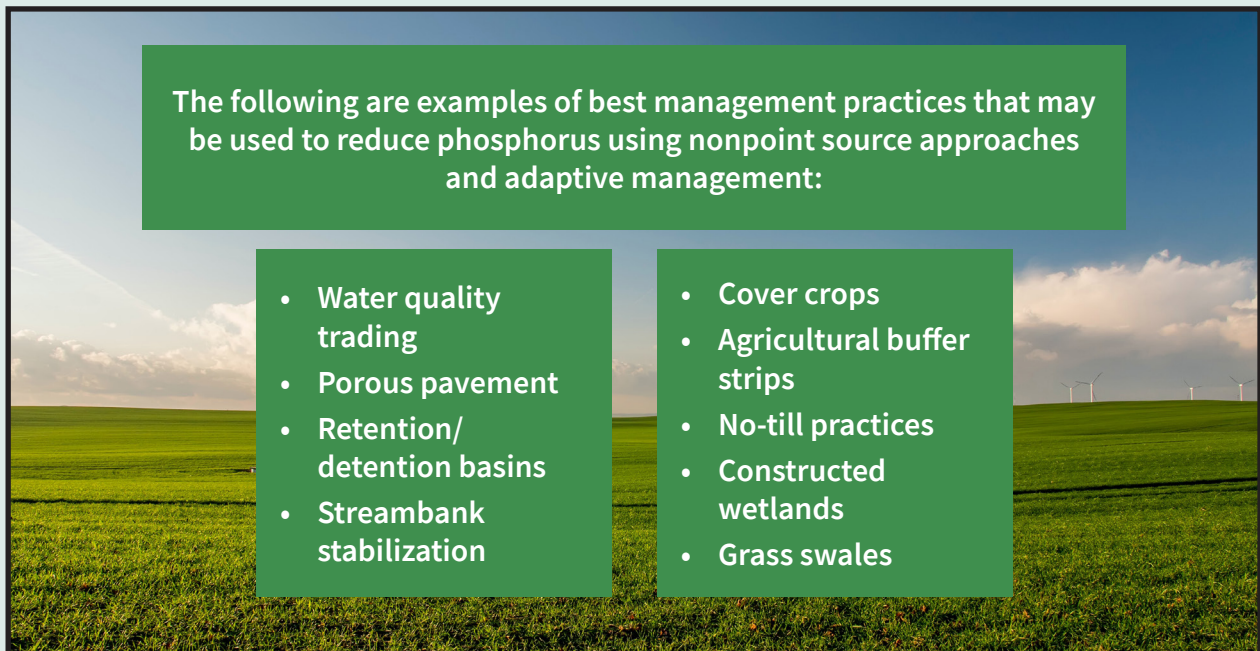 The following are examples of best management practices that may
be used to reduce phosphorus using nonpoint source approaches
and adaptive management:
• Water quality
trading
• Porous pavement
• Retention/
detention basins
• Streambank
stabilization
• Cover crops
• Agricultural buffer
strips
• No-till practices
• Constructed
wetlands
• Grass swales